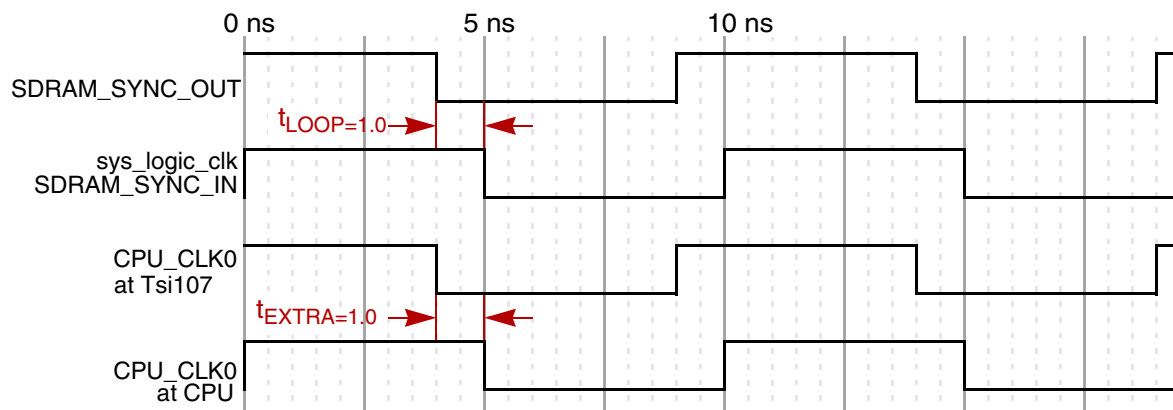 0 ns 5 ns 10 ns
SDRAM_SYNC_OUT
tLOOP=1.0
sys_logic_clk
SDRAM_SYNC_IN
CPU_CLK0
at Tsi107
tEXTRA=1.0
CPU_CLK0
at CPU